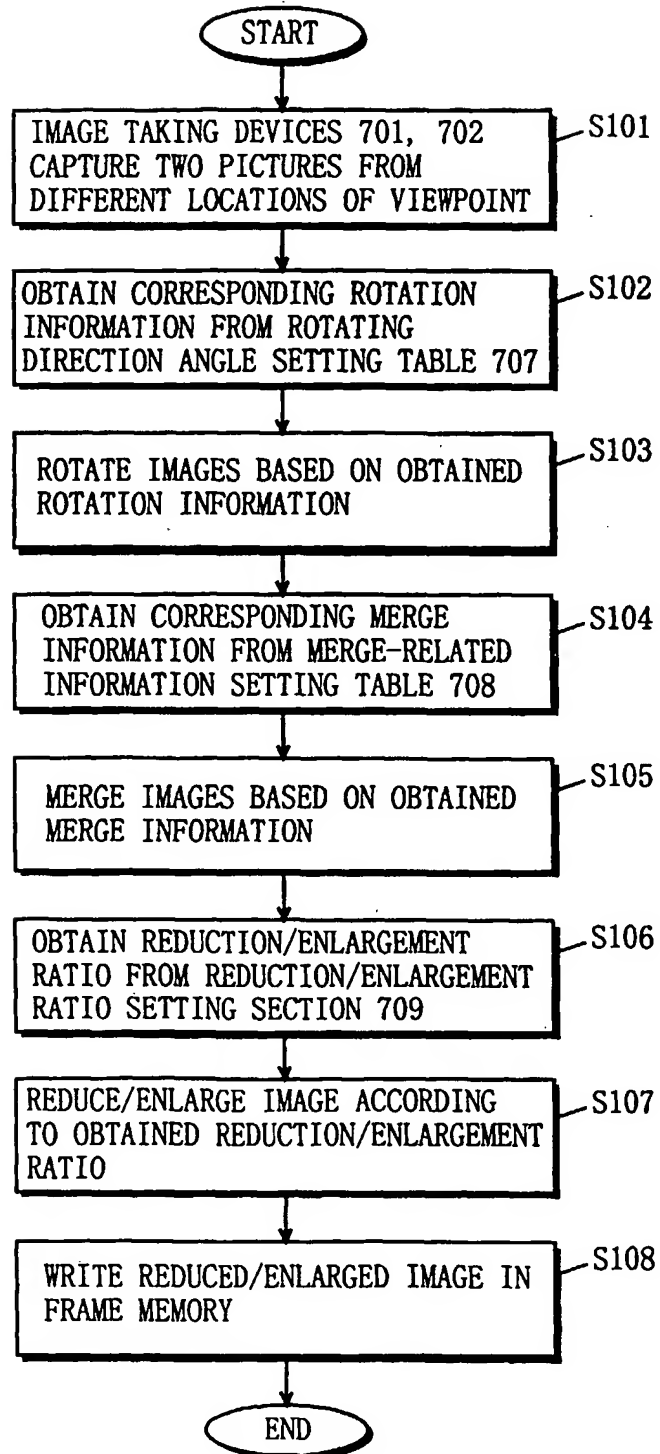 START
IMAGE TAKING DEVICES 701, 702
CAPTURE TWO PICTURES FROM
DIFFERENT LOCATIONS OF VIEWPOINT
S101
OBTAIN CORRESPONDING ROTATION
INFORMATION FROM ROTATING
DIRECTION ANGLE SETTING TABLE 707
S102
ROTATE IMAGES BASED ON OBTAINED
ROTATION INFORMATION
S103
OBTAIN CORRESPONDING MERGE
INFORMATION FROM MERGE-RELATED
INFORMATION SETTING TABLE 708
S104
MERGE IMAGES BASED ON OBTAINED
MERGE INFORMATION
S105
OBTAIN REDUCTION/ENLARGEMENT
RATIO FROM REDUCTION/ENLARGEMENT
RATIO SETTING SECTION 709
S106
REDUCE/ENLARGE IMAGE ACCORDING
TO OBTAINED REDUCTION/ENLARGEMENT
RATIO
S107
WRITE REDUCED/ENLARGED IMAGE IN
FRAME MEMORY
S108
END